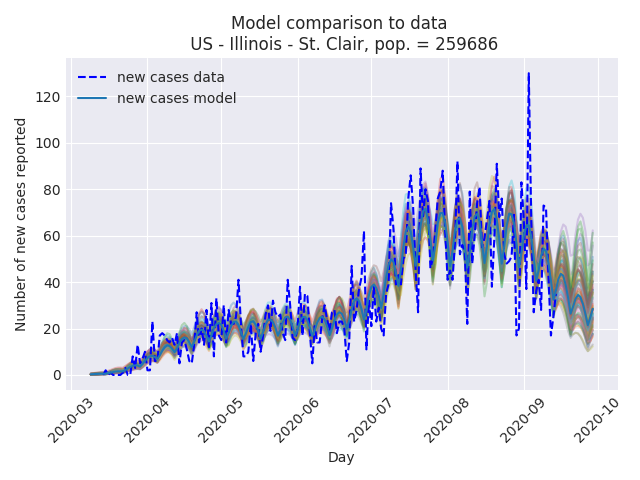 Model comparison to data
US - Illinois - St. Clair, pop. = 259686
new cases data
new cases model
Number of new cases reported
120
100
80
60
40
20
0
2020-03
2020-04
2020-05
2020-06
2020-07
2020-08
2020-09
2020-10
Day